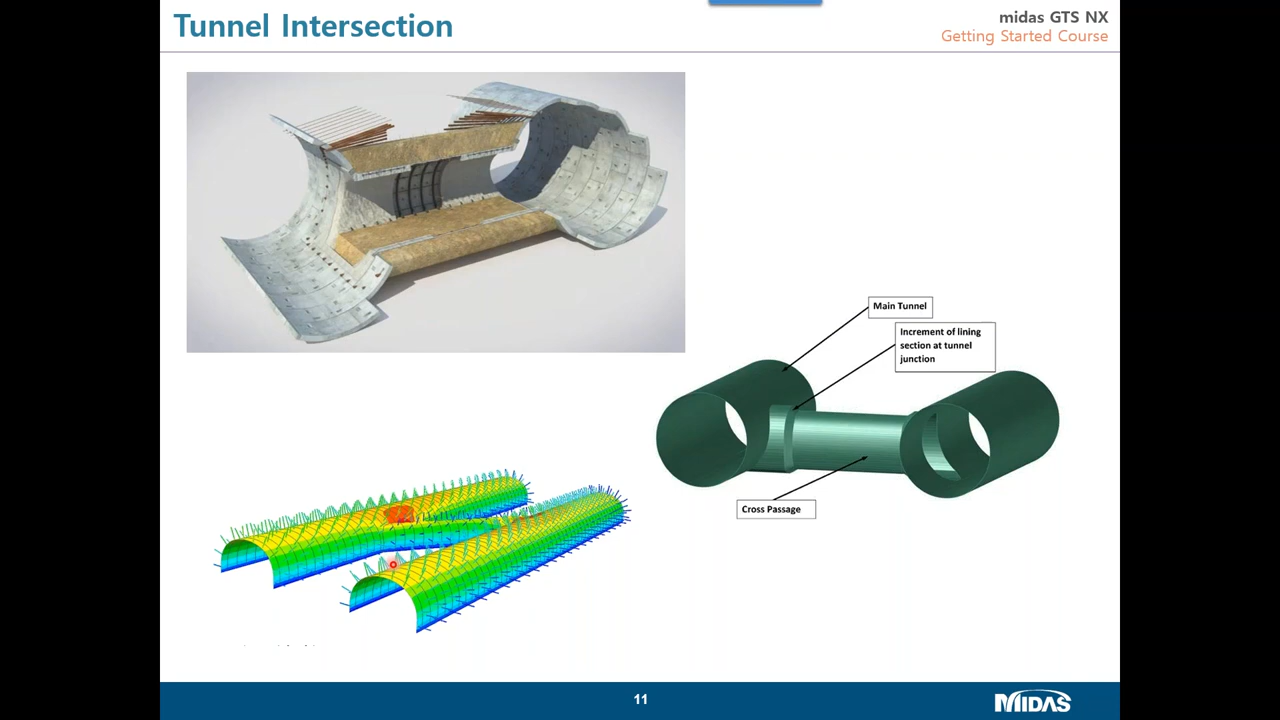 Tunnel Intersection
midas GTS NX
Getting Started Course
Main Tunnel
Increment of lining
section at tunnel
junction
Cross Passage
11
MIDAS